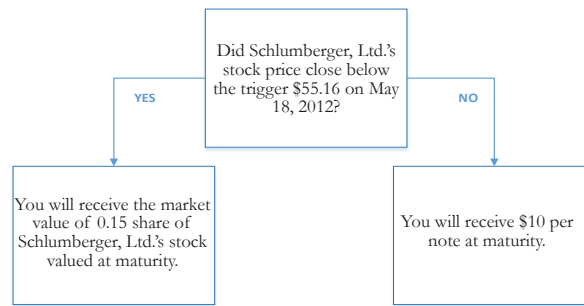 Did Schlumberger, Ltd.'s
stock price close below
the trigger $55.16 on May
18, 2012?
YES
NO
You will receive the market
value of 0.15 share of
Schlumberger, Ltd.'s stock
valued at maturity.
You will receive $10 per
note at maturity.